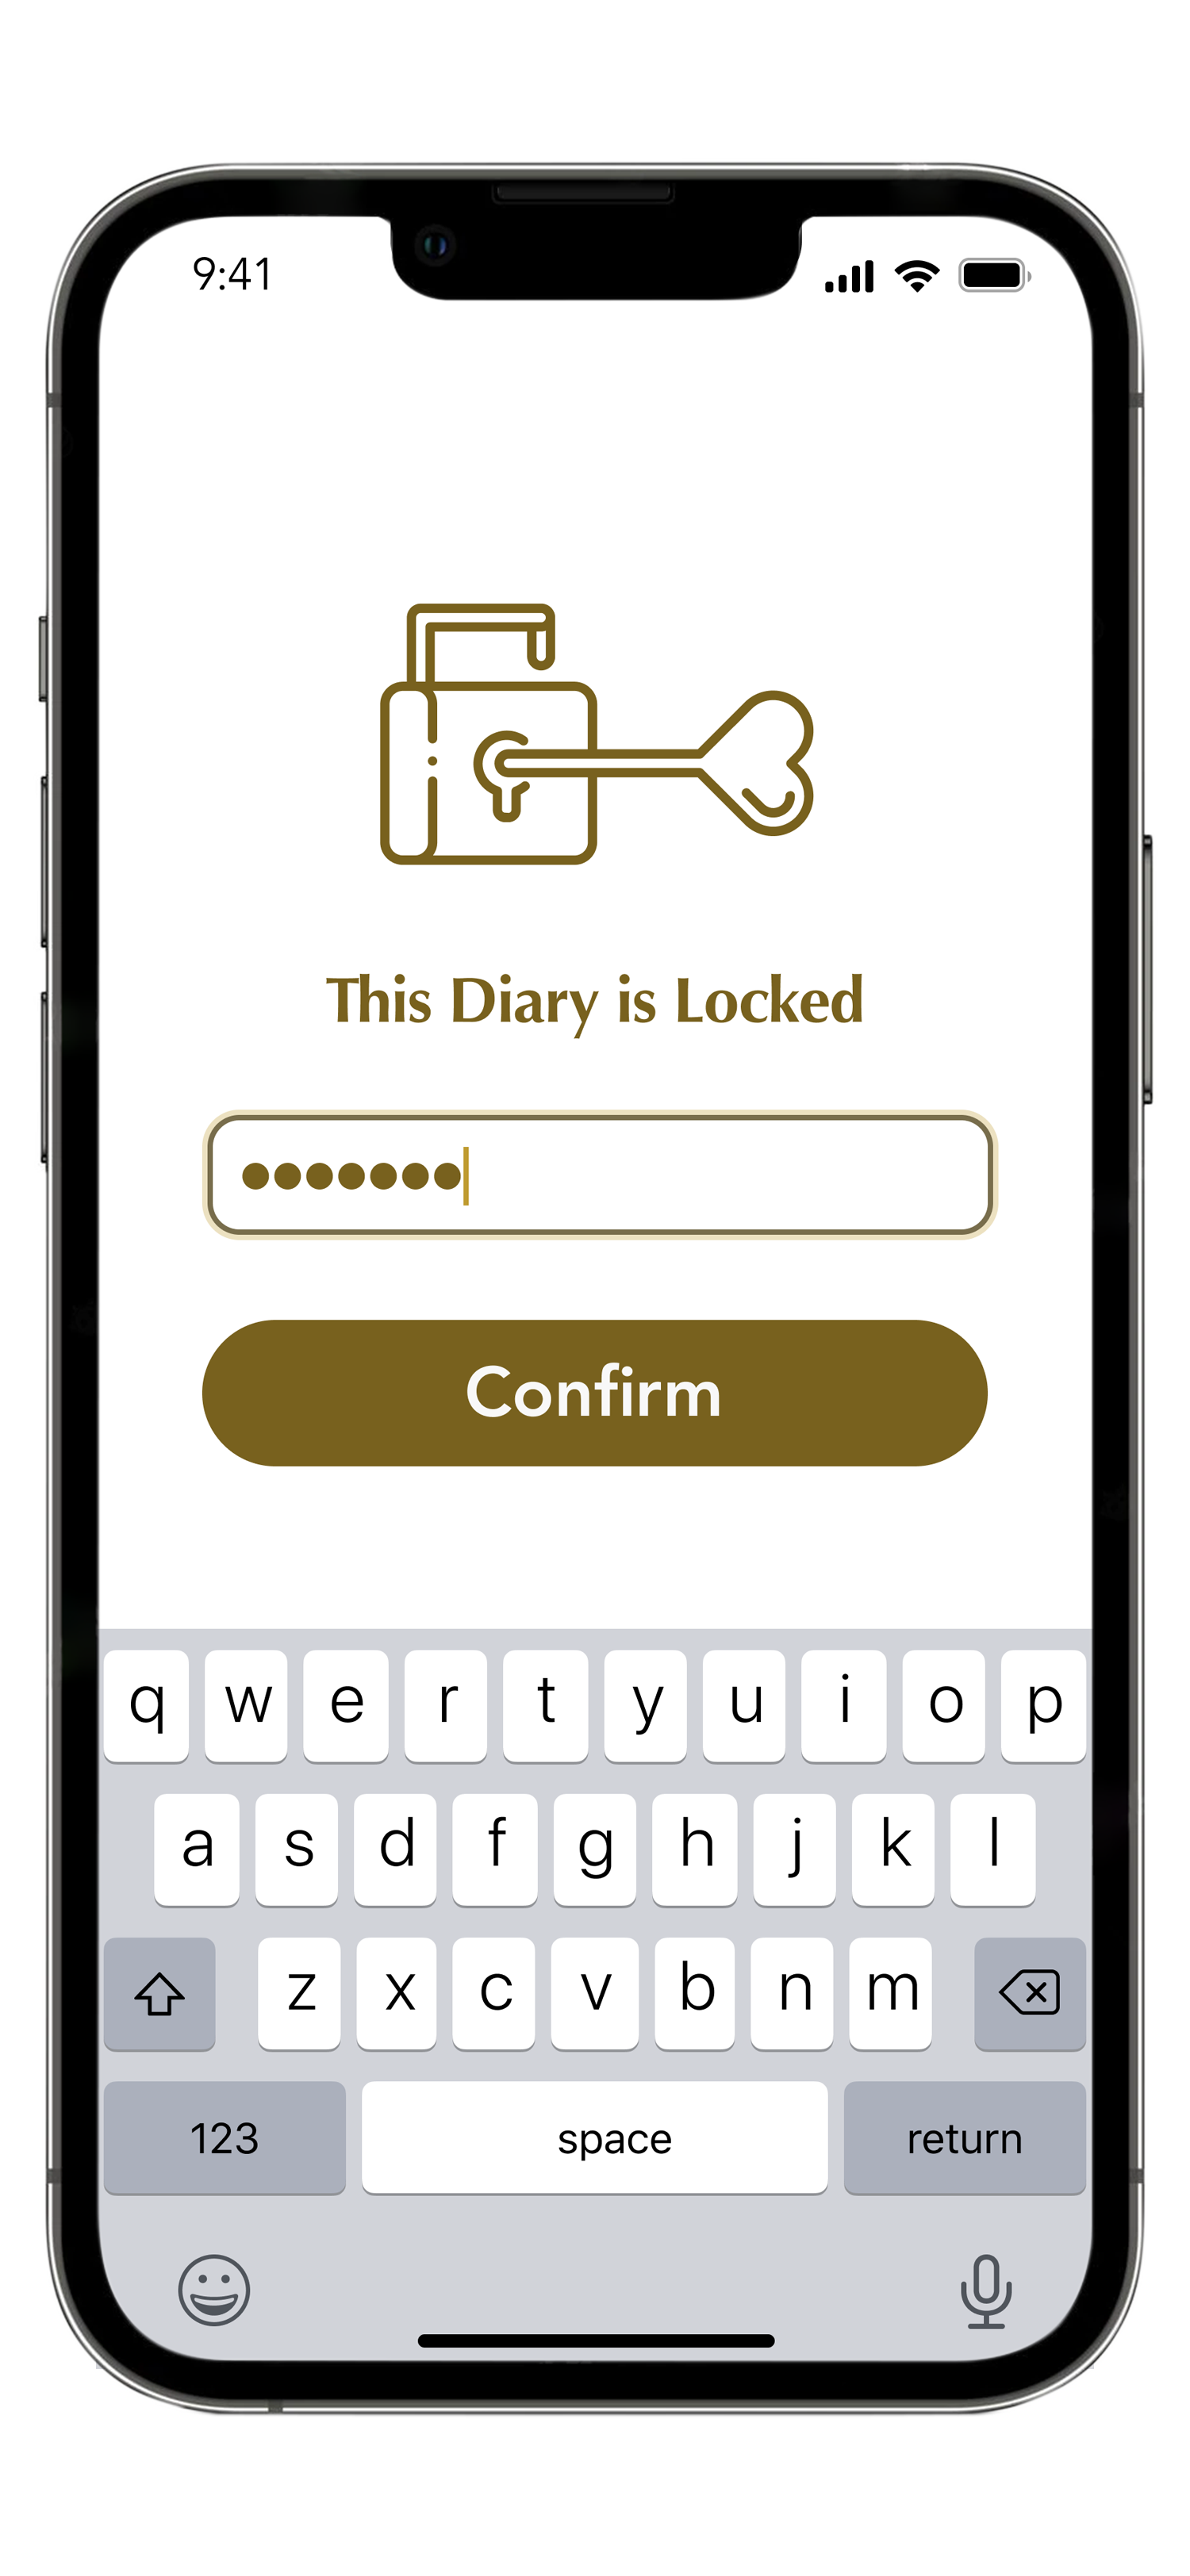 9:41
This Diary is Locked
•••••••
Confirm
q w e r t y u i o p
a s d f g h j k l
z x c v b n m
123 space return